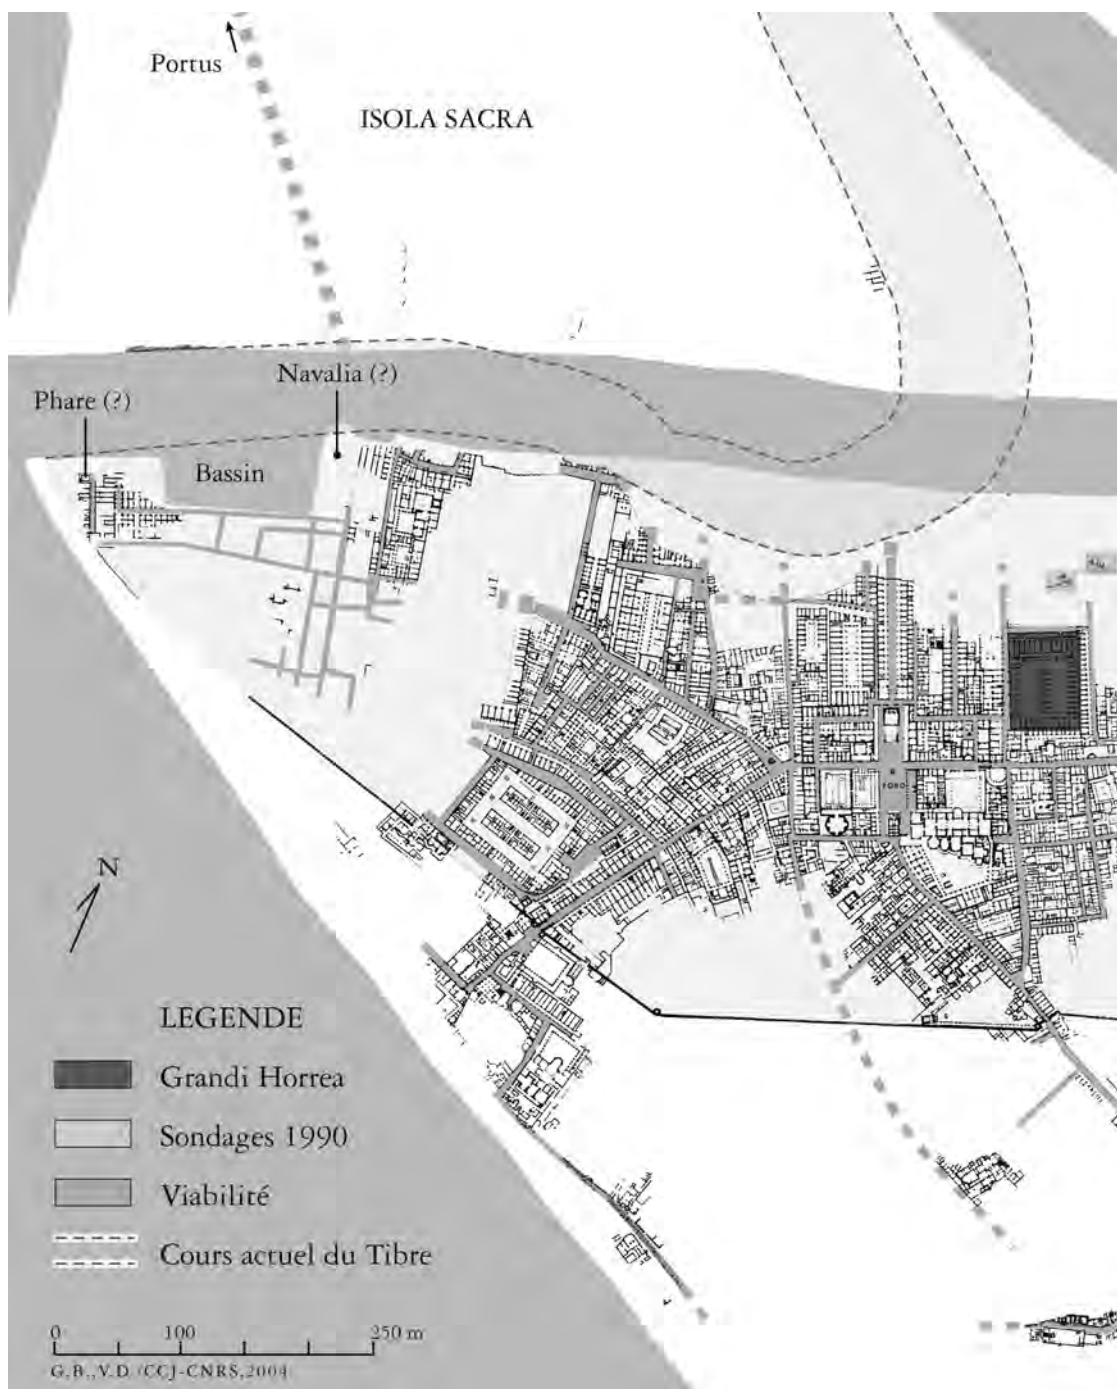 Portus
ISOLA SACRA
Navalia (?)
Phare (?)
Bassin
FORO
N
LEGENDE
Grandi Horrea
Sondages 1990
Viabilité
Cours actuel du Tibre
0 100 250 m
G.B.,V.D. (CCJ-CNRS,2004)